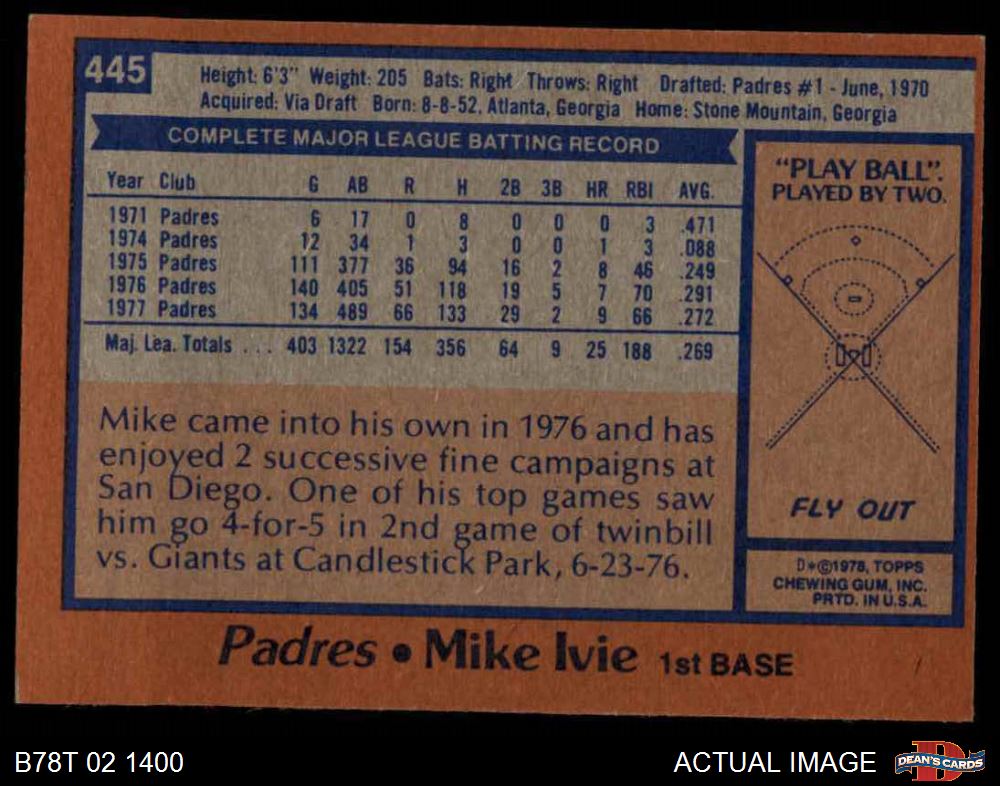 445
Height: 6'3" Weight: 205 Bats: Right Throws: Right Drafted: Padres #1 - June, 1970
Acquired: Via Draft Born: 8-8-52, Atlanta, Georgia Home: Stone Mountain, Georgia
COMPLETE MAJOR LEAGUE BATTING RECORD
Year Club G AB R H 2B 3B HR RBI AVG.
1971 Padres 6 17 0 8 0 0 0 3 .471
1974 Padres 12 34 1 3 0 0 1 3 .088
1975 Padres 111 377 36 94 16 2 8 46 .249
1976 Padres 140 405 51 118 19 5 7 70 .291
1977 Padres 134 489 66 133 29 2 9 66 .272
Maj. Lea. Totals ... 403 1322 154 356 64 9 25 188 .269
Mike came into his own in 1976 and has
enjoyed 2 successive fine campaigns at
San Diego. One of his top games saw
him go 4-for-5 in 2nd game of twinbill
vs. Giants at Candlestick Park, 6-23-76.
"PLAY BALL".
PLAYED BY TWO.
FLY OUT
D*©1978, TOPPS
CHEWING GUM, INC.
PRTD. IN U.S.A.
Padres • Mike Ivie 1st BASE
B78T 02 1400
ACTUAL IMAGE
D
DEAN'S CARDS